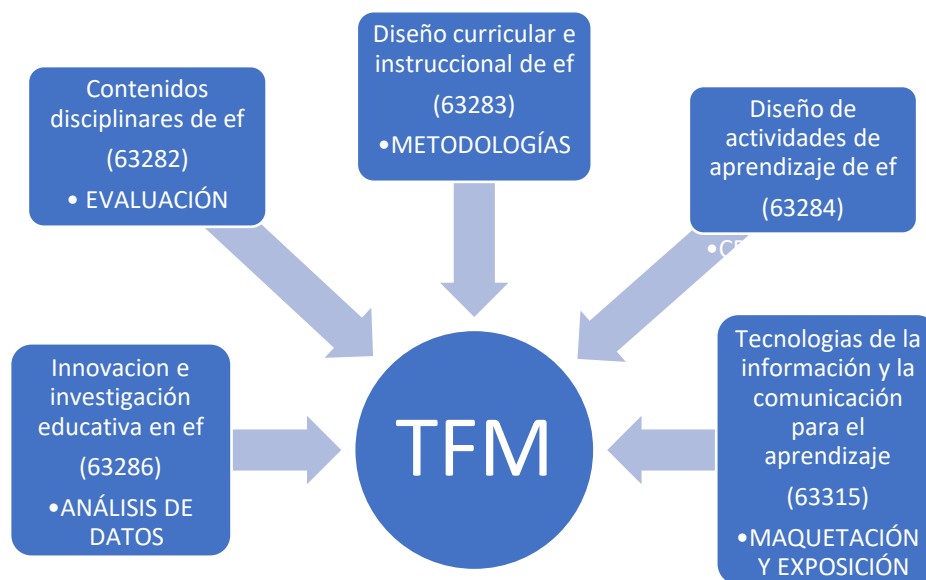 Contenidos
disciplinares de ef
(63282)
• EVALUACIÓN
Diseño curricular e
instruccional de ef
(63283)
•METODOLOGÍAS
Diseño de
actividades de
aprendizaje de ef
(63284)
Innovacion e
investigación
educativa en ef
(63286)
•ANÁLISIS DE
DATOS
TFM
Tecnologias de la
información y la
comunicación
para el
aprendizaje
(63315)
•MAQUETACIÓN
Y EXPOSICIÓN